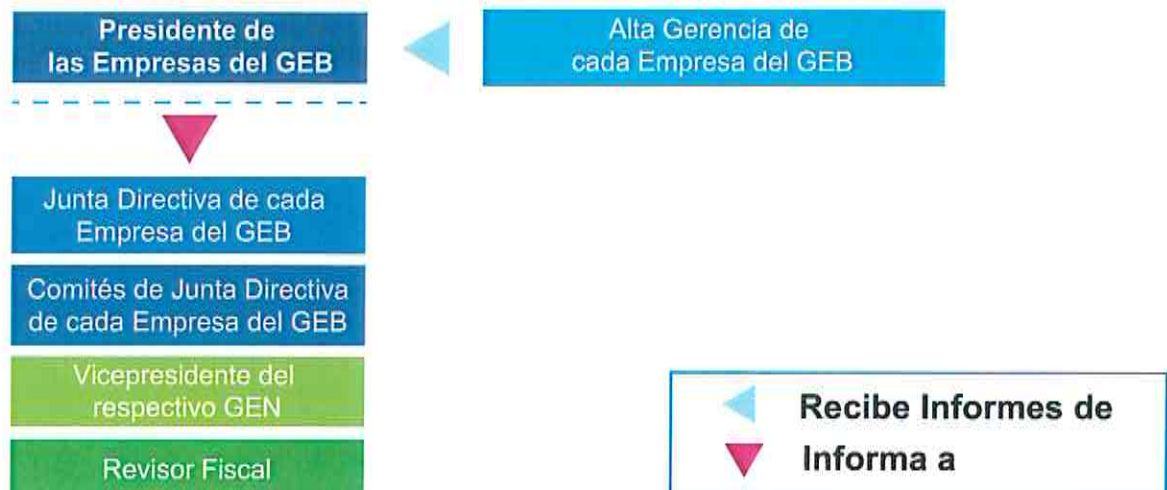 Presidente de
las Empresas del GEB
Alta Gerencia de
cada Empresa del GEB
Junta Directiva de cada
Empresa del GEB
Comités de Junta Directiva
de cada Empresa del GEB
Vicepresidente del
respectivo GEN
Revisor Fiscal
Recibe Informes de
Informa a